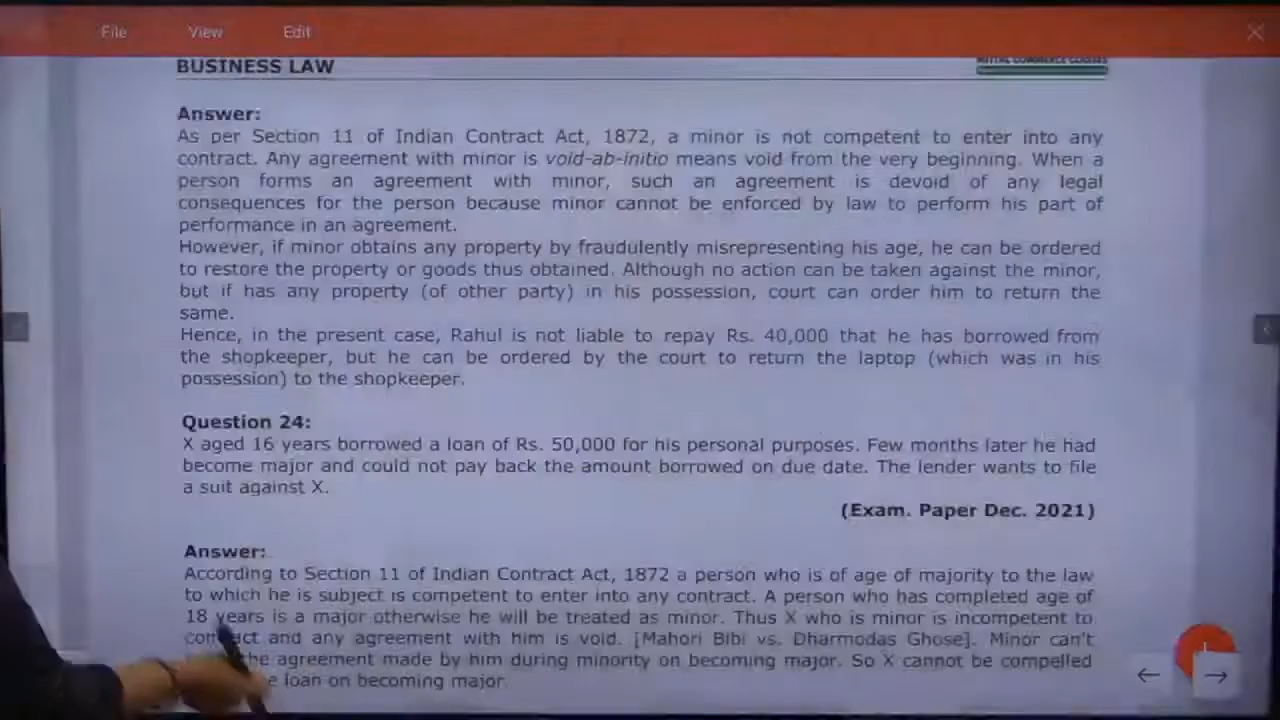 File View Edit
BUSINESS LAW
MITTAL COMMERCE CLASSES
Answer:
As per Section 11 of Indian Contract Act, 1872, a minor is not competent to enter into any
contract. Any agreement with minor is void-ab-initio means void from the very beginning. When a
person forms an agreement with minor, such an agreement is devoid of any legal
consequences for the person because minor cannot be enforced by law to perform his part of
performance in an agreement.
However, if minor obtains any property by fraudulently misrepresenting his age, he can be ordered
to restore the property or goods thus obtained. Although no action can be taken against the minor,
but if has any property (of other party) in his possession, court can order him to return the
same.
Hence, in the present case, Rahul is not liable to repay Rs. 40,000 that he has borrowed from
the shopkeeper, but he can be ordered by the court to return the laptop (which was in his
possession) to the shopkeeper.
Question 24:
X aged 16 years borrowed a loan of Rs. 50,000 for his personal purposes. Few months later he had
become major and could not pay back the amount borrowed on due date. The lender wants to file
a suit against X.
(Exam. Paper Dec. 2021)
Answer:
According to Section 11 of Indian Contract Act, 1872 a person who is of age of majority to the law
to which he is subject is competent to enter into any contract. A person who has completed age of
18 years is a major otherwise he will be treated as minor. Thus X who is minor is incompetent to
contract and any agreement with him is void. [Mahori Bibi vs. Dharmodas Ghose]. Minor can't
the agreement made by him during minority on becoming major. So X cannot be compelled
loan on becoming major.